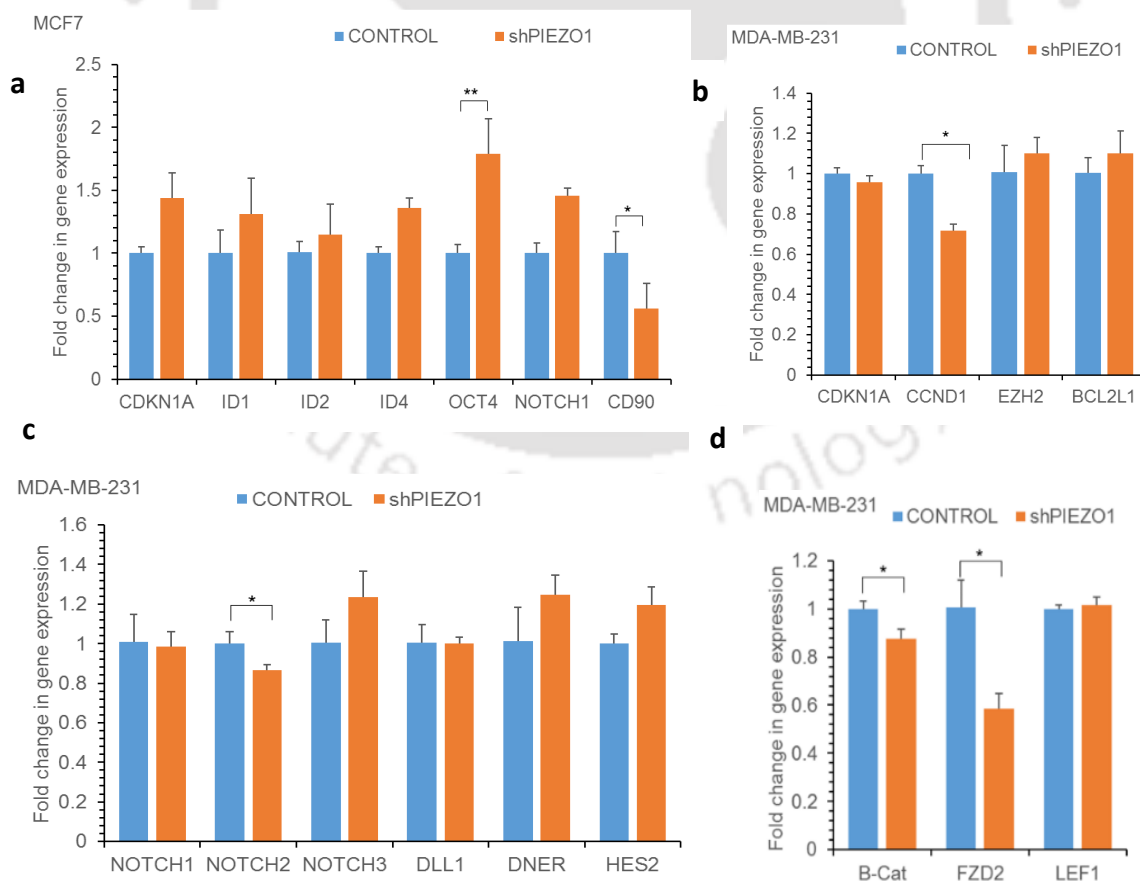 MCF7
CONTROL shPIEZO1
a
Fold change in gene expression
2.5
2
1.5
1
0.5
0
**
*
CDKN1A ID1 ID2 ID4 OCT4 NOTCH1 CD90
MDA-MB-231
CONTROL shPIEZO1
b
Fold change in gene expression
1.4
1.2
1
0.8
0.6
0.4
0.2
0
*
CDKN1A CCND1 EZH2 BCL2L1
c
MDA-MB-231
CONTROL shPIEZO1
Fold change in gene expression
1.6
1.4
1.2
1
0.8
0.6
0.4
0.2
0
*
NOTCH1 NOTCH2 NOTCH3 DLL1 DNER HES2
d
MDA-MB-231
CONTROL shPIEZO1
Fold change in gene expression
1.2
1
0.8
0.6
0.4
0.2
0
*
*
B-Cat FZD2 LEF1